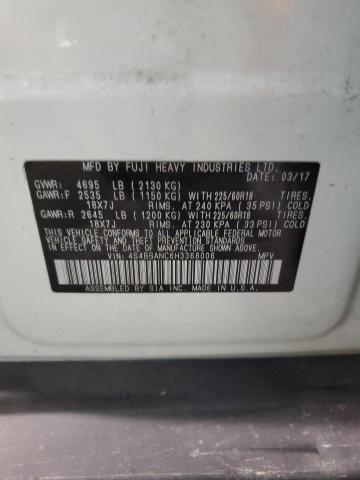 MFD BY FUJI HEAVY INDUSTRIES LTD.
DATE: 03/17
GVWR: 4695 LB (2130 KG)
GAWR:F 2535 LB (1150 KG) WITH 225/60R18 TIRES.
18X7J RIMS. AT 240 KPA (35 PSI) COLD
GAWR:R 2645 LB (1200 KG) WITH 225/60R18 TIRES.
18X7J RIMS. AT 230 KPA (33 PSI) COLD
THIS VEHICLE CONFORMS TO ALL APPLICABLE FEDERAL MOTOR
VEHICLE SAFETY STANDARDS IN EFFECT ON THE
DATE OF MANUFACTURE SHOWN ABOVE.
VIN: 4S4BSANC6H3368006 MPV
ASSEMBLED BY SIA INC. IN U.S.A.